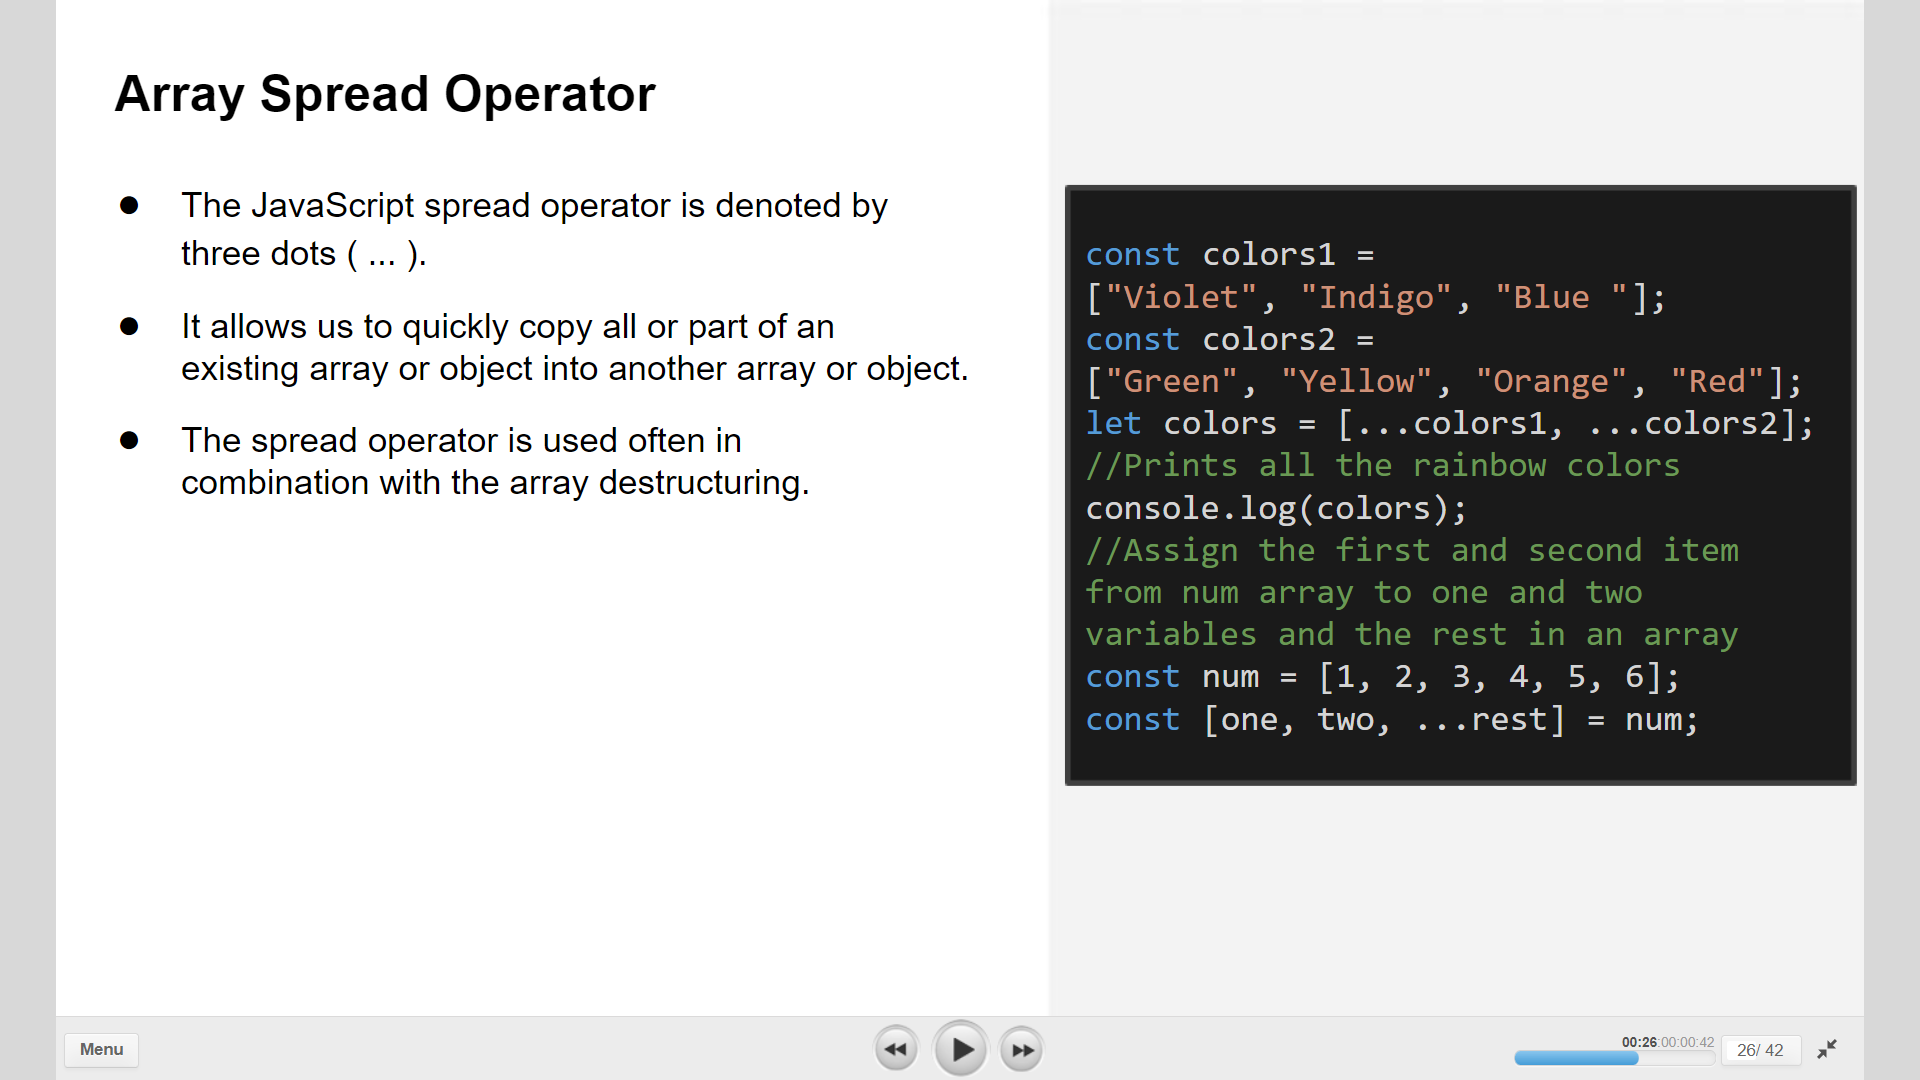 Array Spread Operator
● The JavaScript spread operator is denoted by
three dots ( ... ).
● It allows us to quickly copy all or part of an
existing array or object into another array or object.
● The spread operator is used often in
combination with the array destructuring.
const colors1 =
["Violet", "Indigo", "Blue "];
const colors2 =
["Green", "Yellow", "Orange", "Red"];
let colors = [...colors1, ...colors2];
//Prints all the rainbow colors
console.log(colors);
//Assign the first and second item
from num array to one and two
variables and the rest in an array
const num = [1, 2, 3, 4, 5, 6];
const [one, two, ...rest] = num;
Menu
00:26:00:00:42
26/ 42